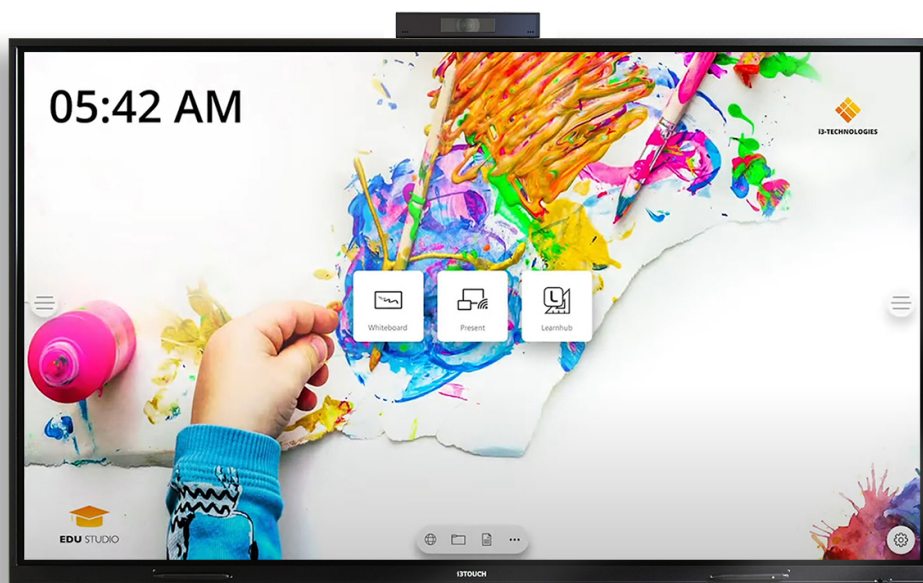 05:42 AM
i3-TECHNOLOGIES
Whiteboard
Present
Learnhub
L
EDU STUDIO
i3TOUCH